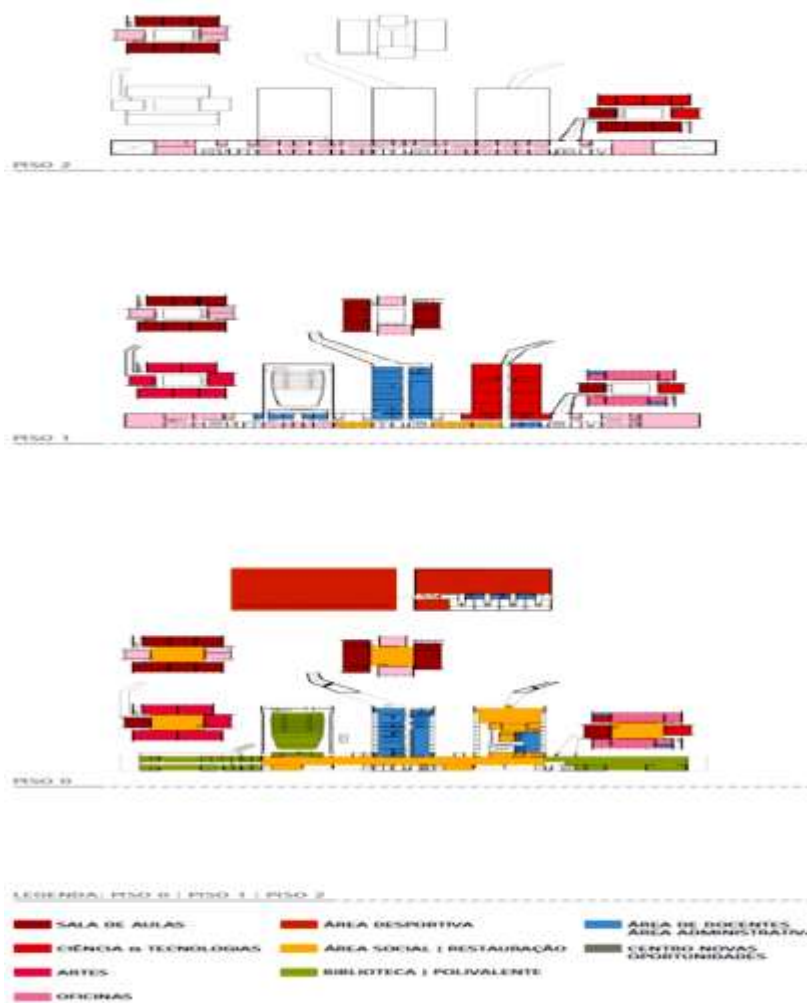 PISO 2
PISO 1
PISO 0
LEGENDA: PISO 0 | PISO 1 | PISO 2
SALA DE AULAS
CIÊNCIA & TECNOLOGIAS
ARTES
OFICINAS
ÁREA DESPORTIVA
ÁREA SOCIAL | RESTAURAÇÃO
BIBLIOTECA | POLIVALENTE
ÁREA DE DOCENTES
ÁREA ADMINISTRATIVA
CENTRO NOVAS
OPORTUNIDADES